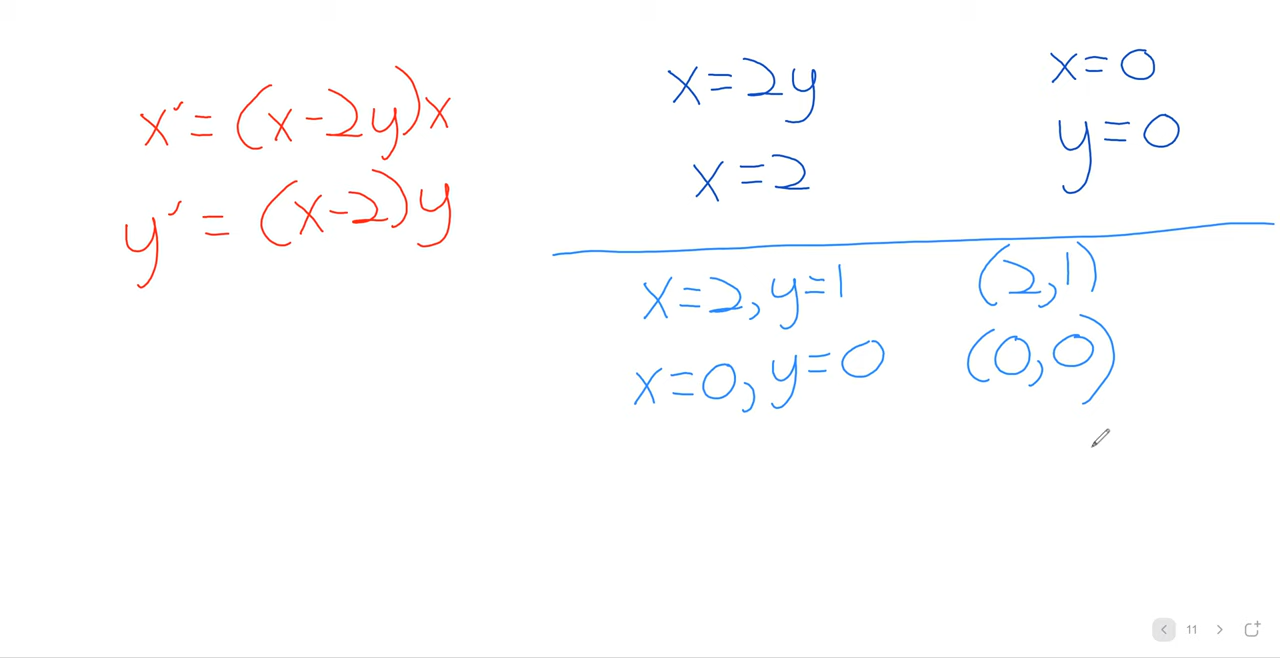 x' = (x-2y)x
y' = (x-2)y
x=2y
x=2
x=0
y=0
x=2, y=1
(2,1)
x=0, y=0
(0,0)
11